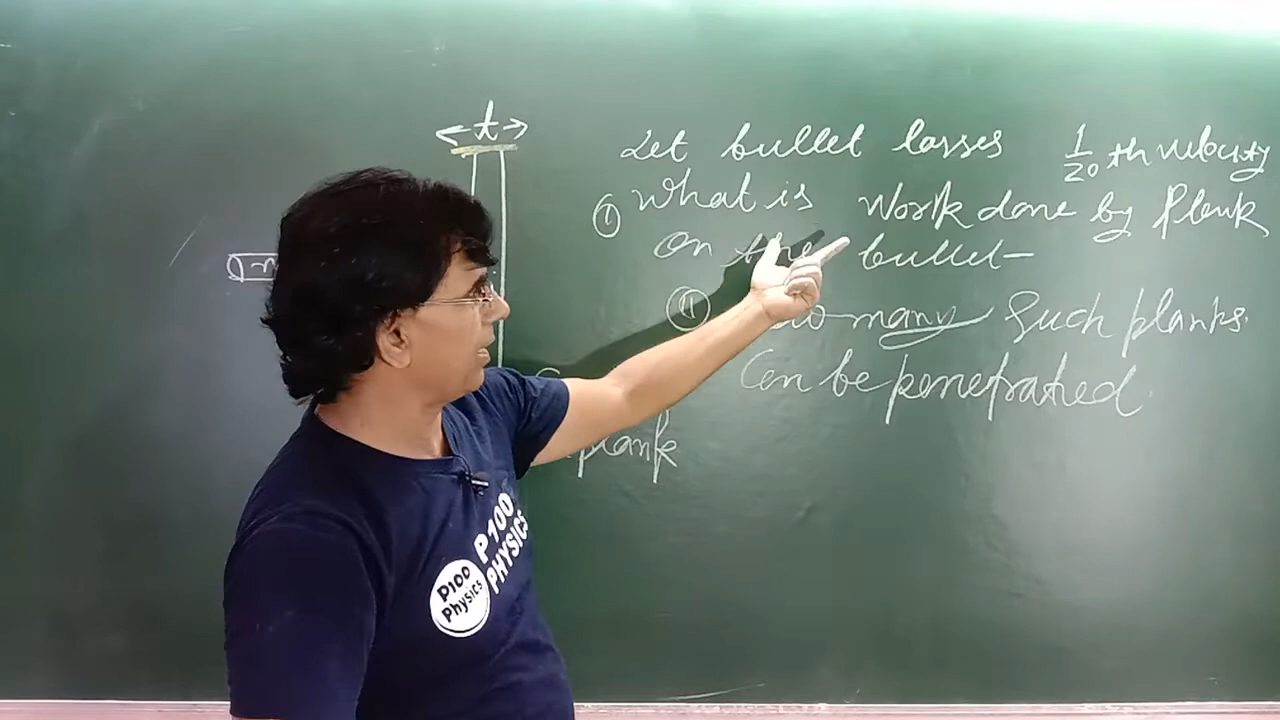 t
Let bullet losses 1/20 th velocity
① What is Work done by Plank
on the bullet—
m
② many such planks.
Can be penetrated.
plank
P100
PHYSICS
P100
Physics